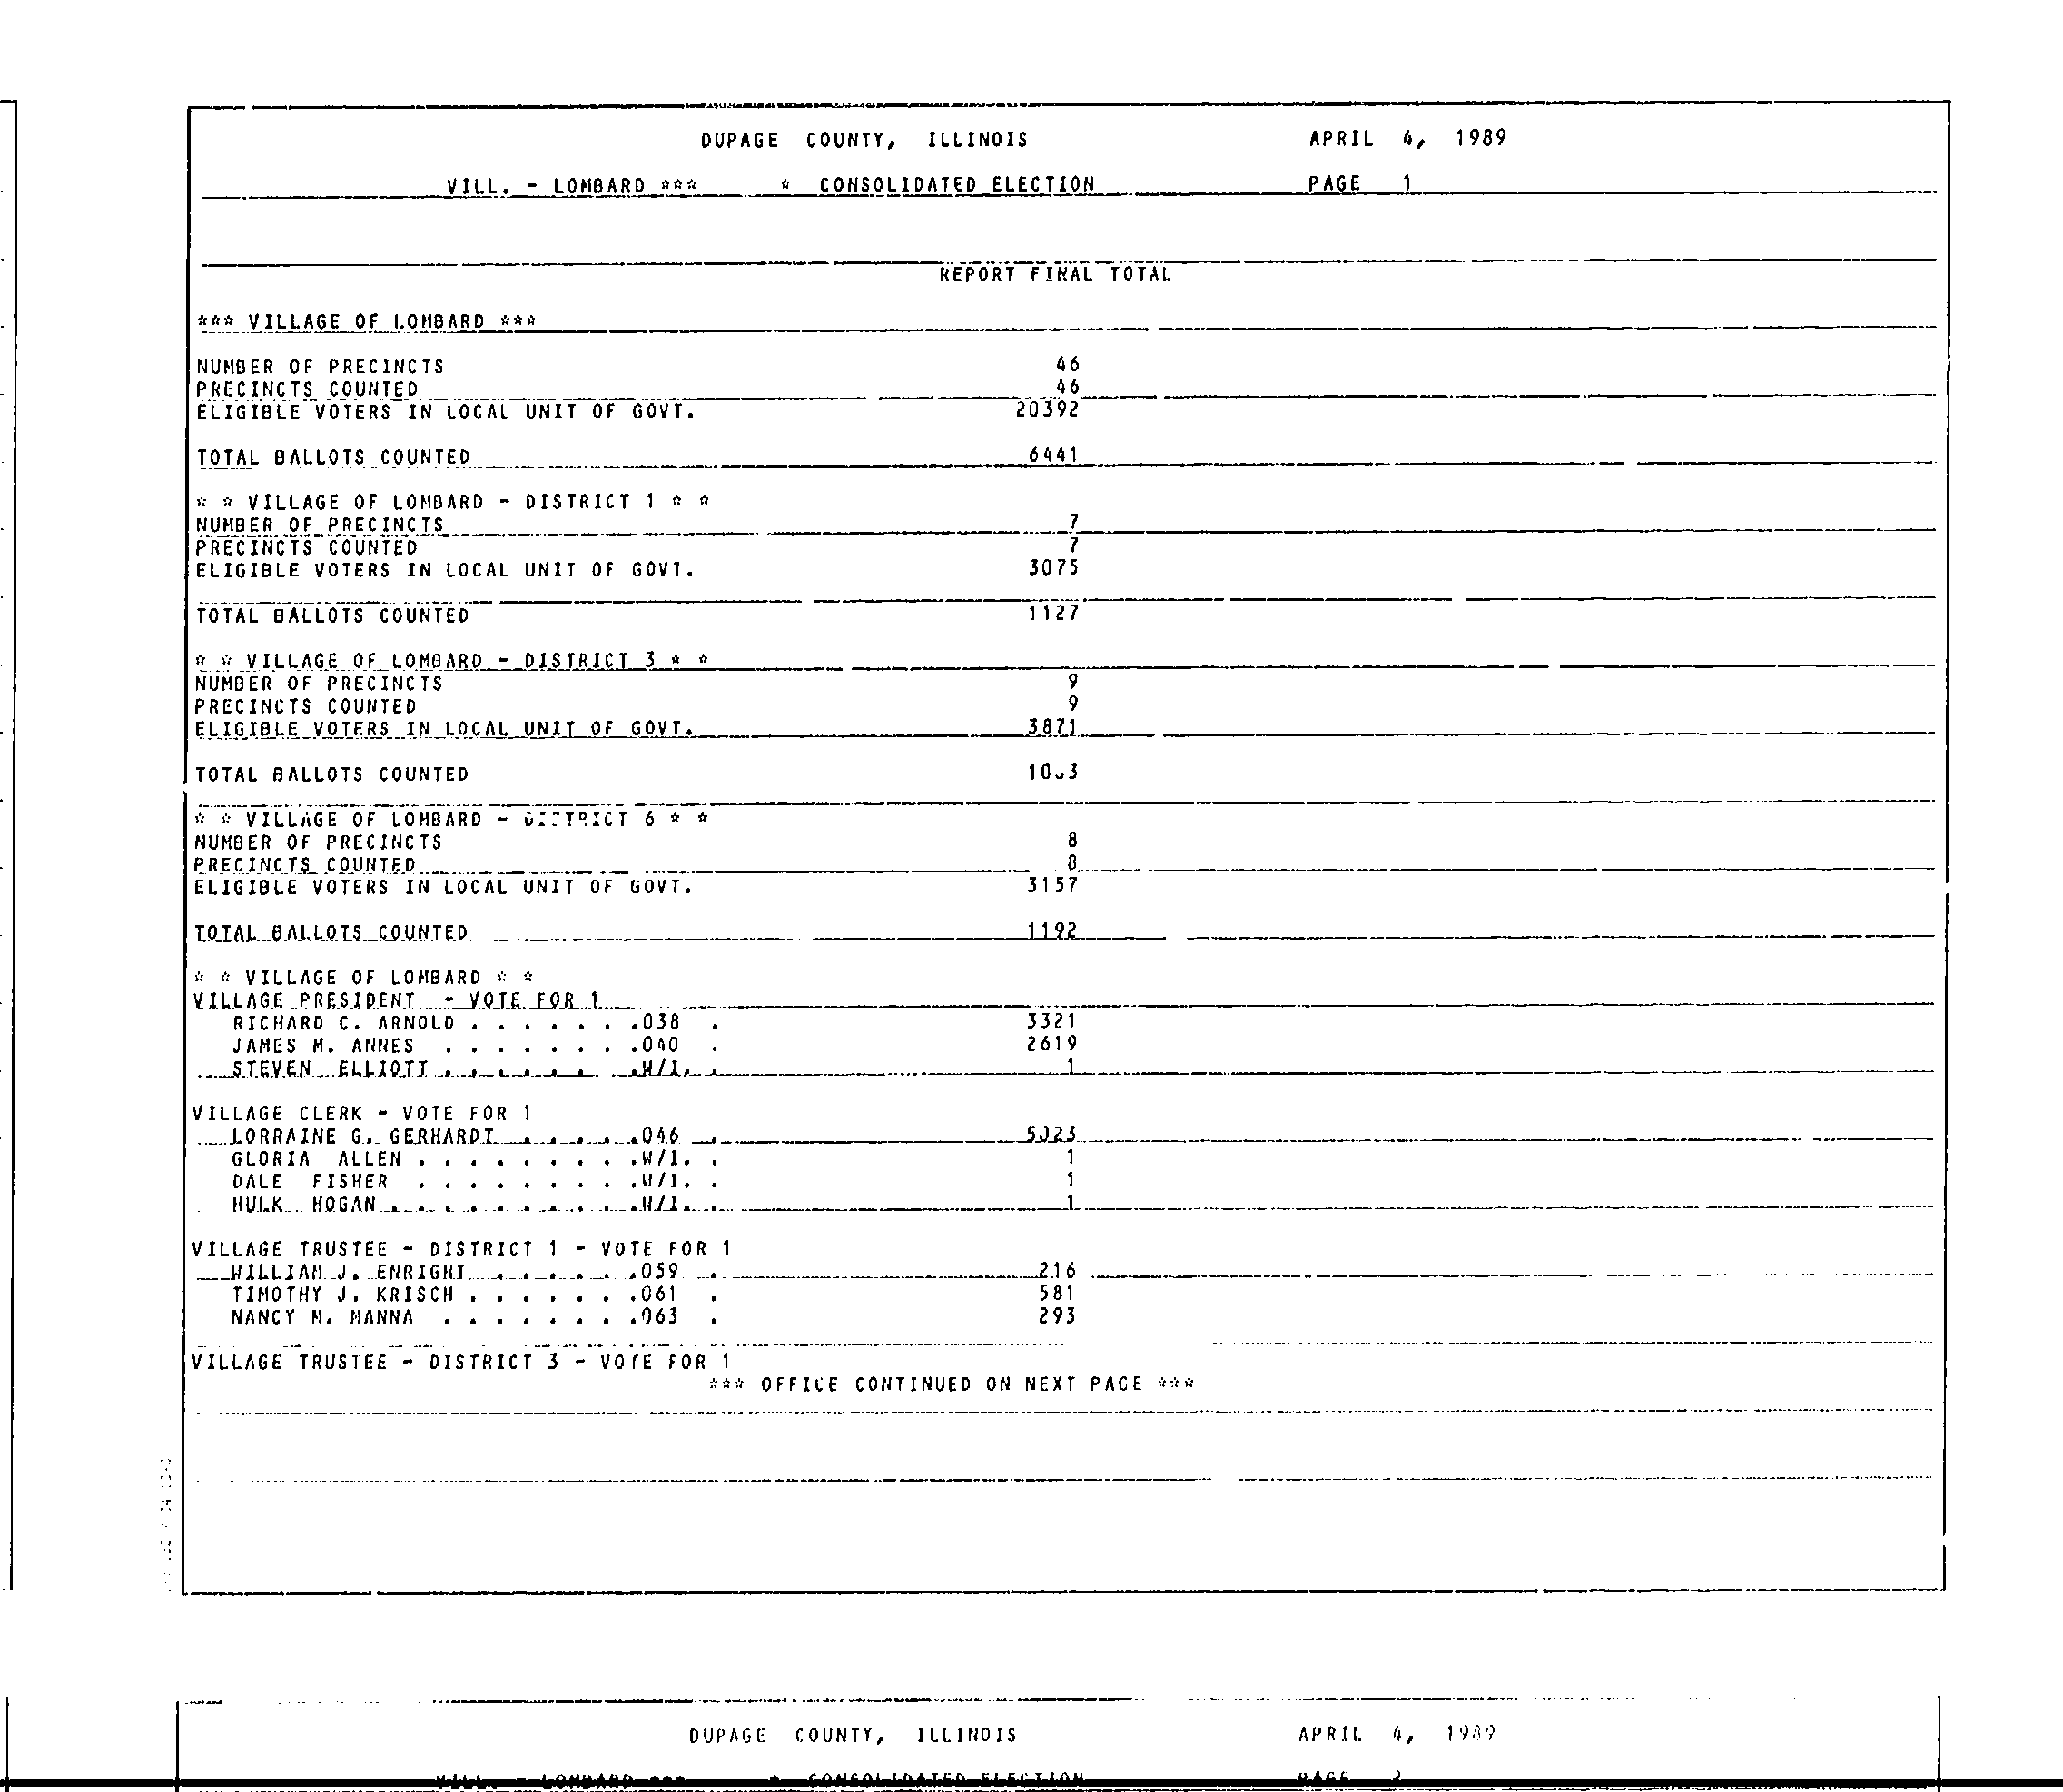 DUPAGE COUNTY, ILLINOIS APRIL 4, 1989
VILL. - LOMBARD *** * CONSOLIDATED ELECTION PAGE 1
REPORT FINAL TOTAL
*** VILLAGE OF LOMBARD ***
NUMBER OF PRECINCTS 46
PRECINCTS COUNTED 46
ELIGIBLE VOTERS IN LOCAL UNIT OF GOVT. 20392
TOTAL BALLOTS COUNTED 6441
* * VILLAGE OF LOMBARD - DISTRICT 1 * *
NUMBER OF PRECINCTS 7
PRECINCTS COUNTED 7
ELIGIBLE VOTERS IN LOCAL UNIT OF GOVT. 3075
TOTAL BALLOTS COUNTED 1127
* * VILLAGE OF LOMBARD - DISTRICT 3 * *
NUMBER OF PRECINCTS 9
PRECINCTS COUNTED 9
ELIGIBLE VOTERS IN LOCAL UNIT OF GOVT. 3871
TOTAL BALLOTS COUNTED
* * VILLAGE OF LOMBARD - DISTRICT 6 * *
NUMBER OF PRECINCTS 8
PRECINCTS COUNTED 8
ELIGIBLE VOTERS IN LOCAL UNIT OF GOVT. 3157
TOTAL BALLOTS COUNTED 1192
* * VILLAGE OF LOMBARD * *
VILLAGE PRESIDENT - VOTE FOR 1
RICHARD C. ARNOLD . . . . . . .038 . 3321
JAMES M. ANNES . . . . . . . .040 . 2619
STEVEN ELLIOTT . . . . . . .W/I. . 1
VILLAGE CLERK - VOTE FOR 1
LORRAINE G. GERHARDT . . . . . .046 . 5023
GLORIA ALLEN . . . . . . . . .W/I. . 1
DALE FISHER . . . . . . . . .W/I. . 1
HULK HOGAN . . . . . . . . . .W/I. . 1
VILLAGE TRUSTEE - DISTRICT 1 - VOTE FOR 1
WILLIAM J. ENRIGHT . . . . . . .059 . 216
TIMOTHY J. KRISCH . . . . . . .061 . 581
NANCY M. MANNA . . . . . . . .063 . 293
VILLAGE TRUSTEE - DISTRICT 3 - VOTE FOR 1
*** OFFICE CONTINUED ON NEXT PAGE ***
DUPAGE COUNTY, ILLINOIS APRIL 4, 1989
VILL. - LOMBARD *** * CONSOLIDATED ELECTION PAGE 2